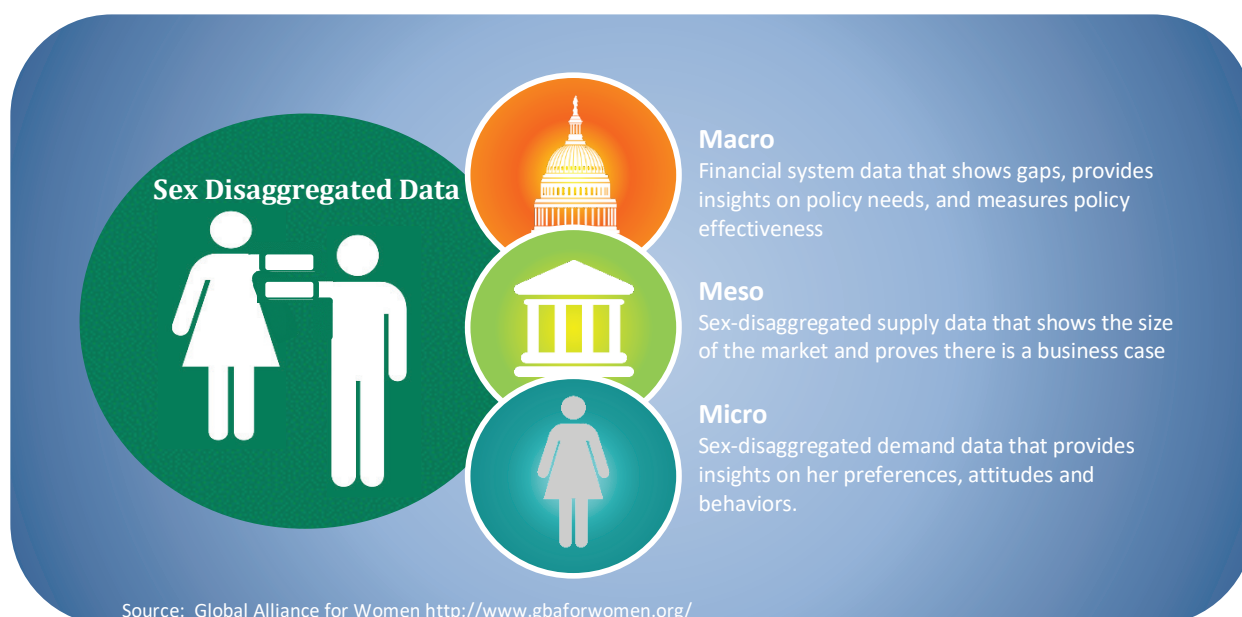 Sex Disaggregated Data
Macro
Financial system data that shows gaps, provides
insights on policy needs, and measures policy
effectiveness
Meso
Sex-disaggregated supply data that shows the size
of the market and proves there is a business case
Micro
Sex-disaggregated demand data that provides
insights on her preferences, attitudes and
behaviors.
Source: Global Alliance for Women http://www.gbaforwomen.org/